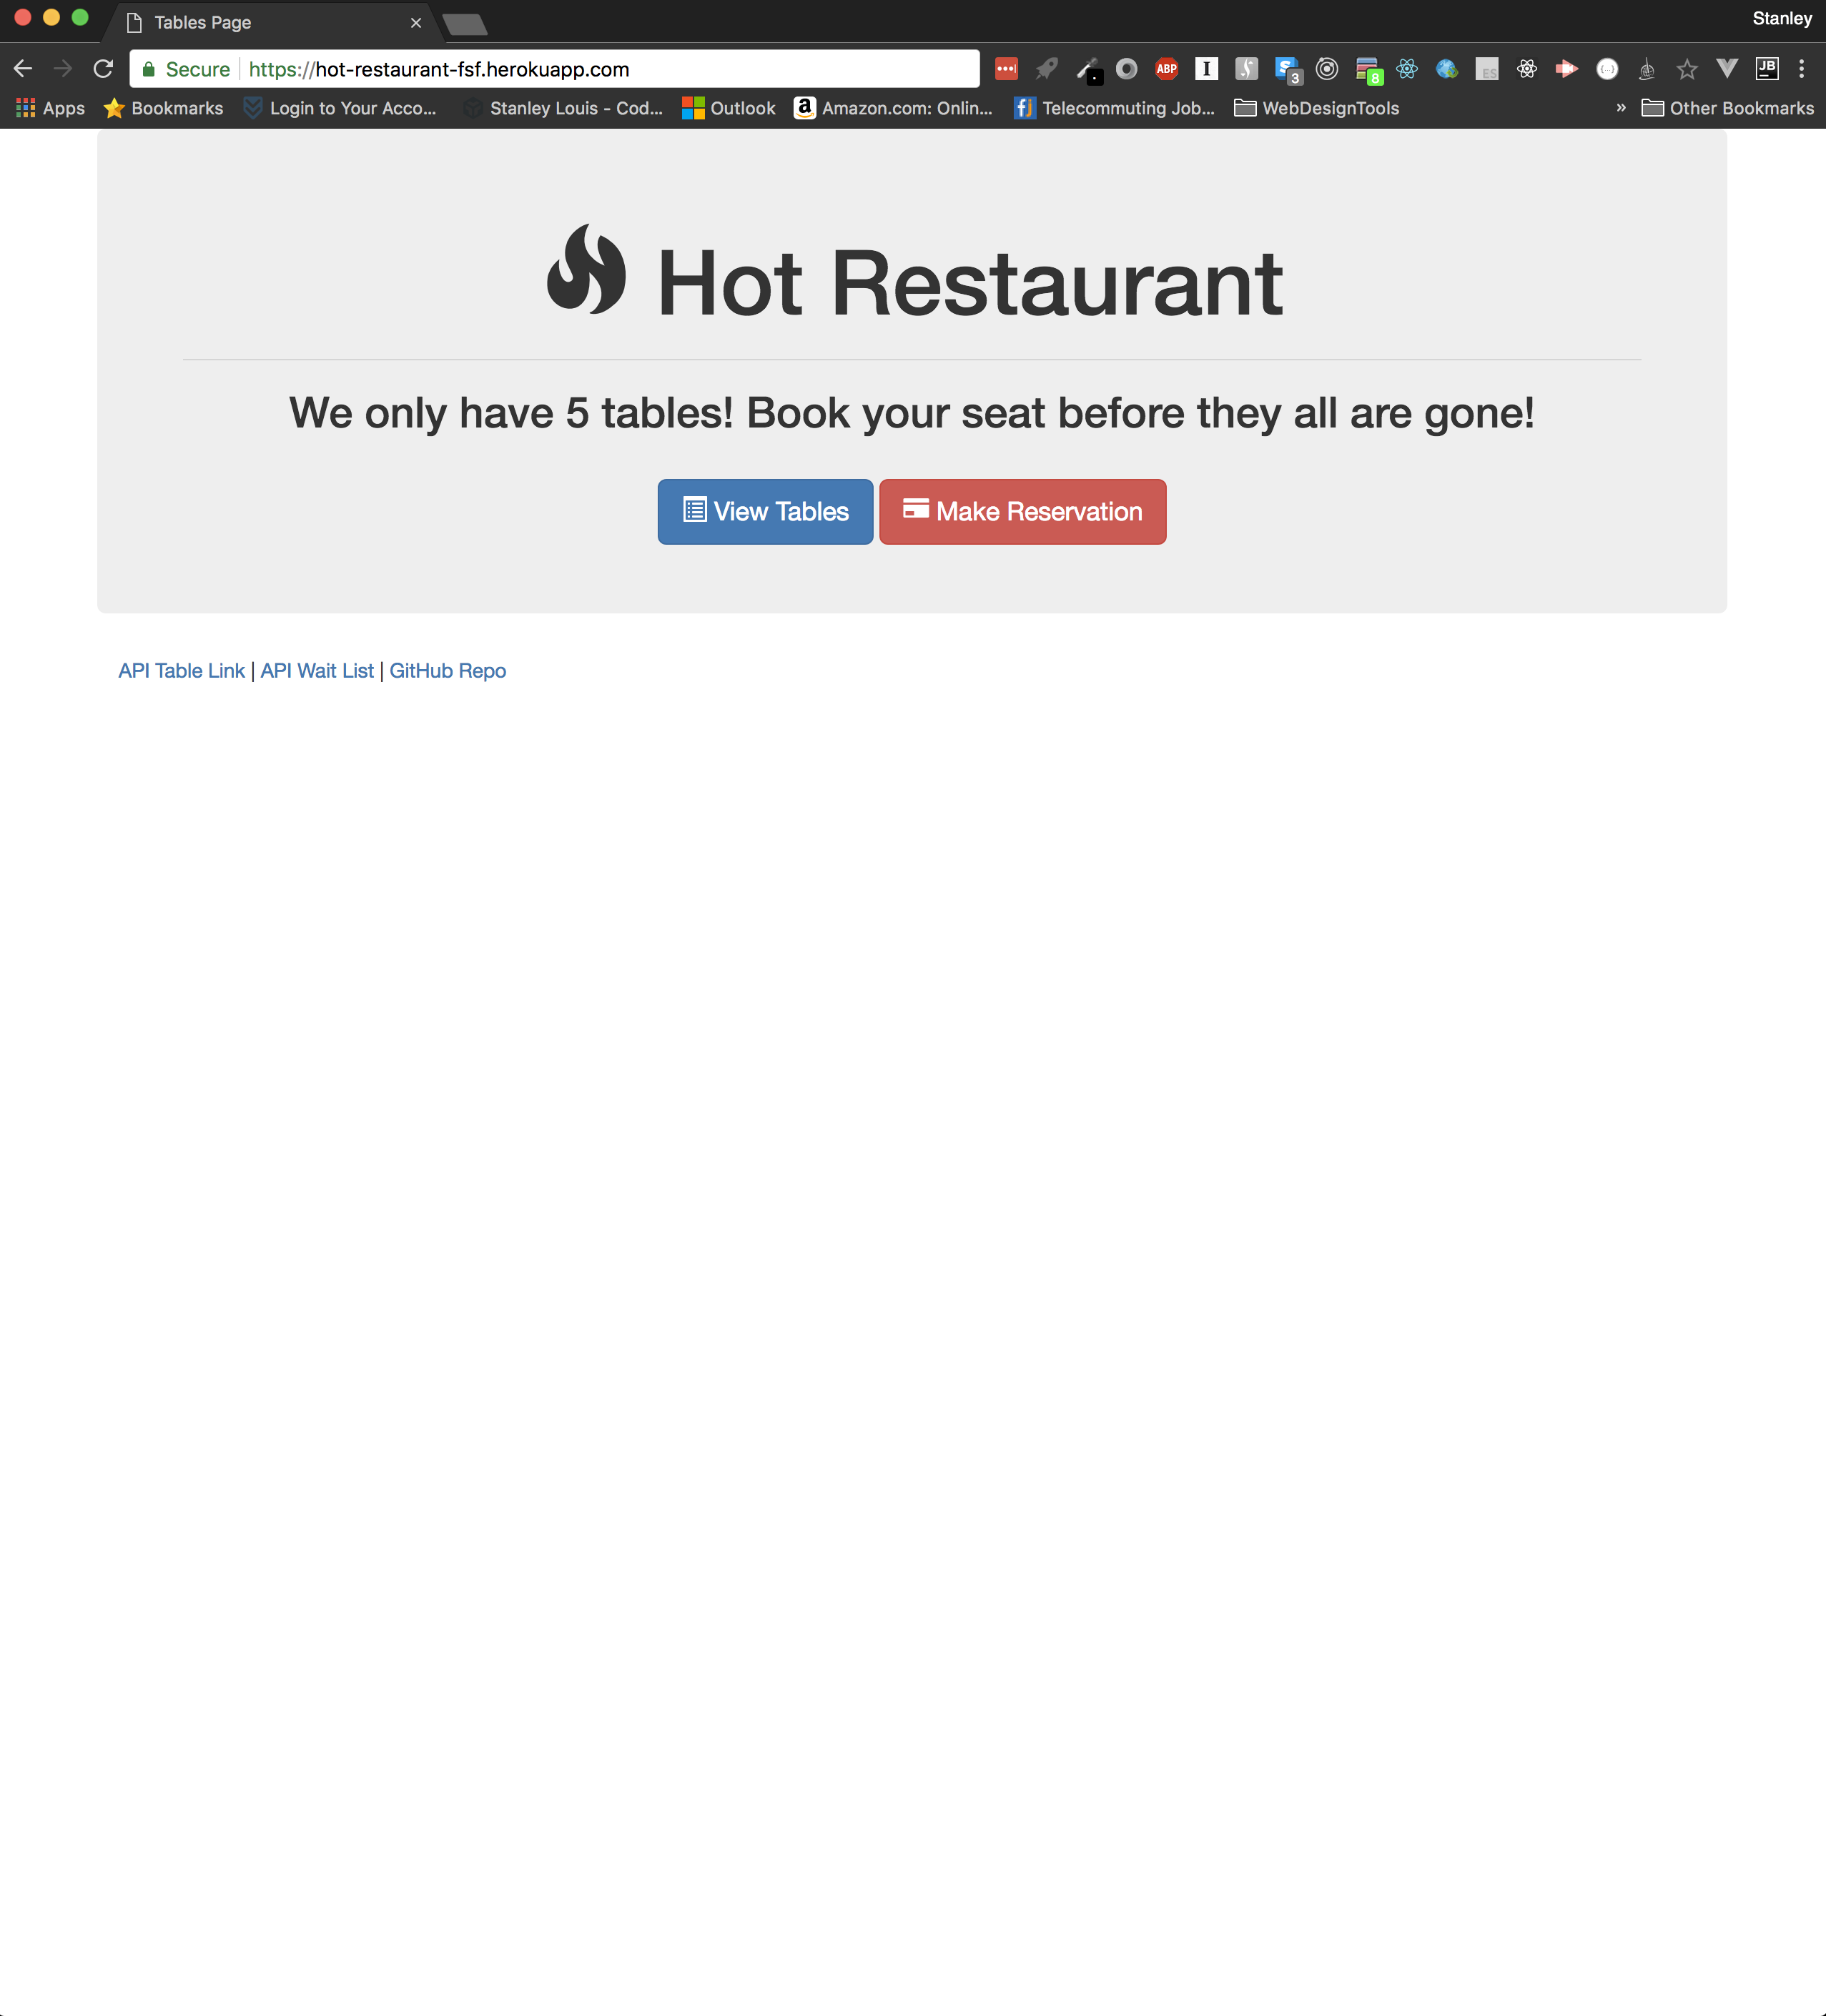 Tables Page
Stanley
Secure https://hot-restaurant-fsf.herokuapp.com
ABP
I
3
8
ES
JB
Apps Bookmarks Login to Your Acco... Stanley Louis - Cod... Outlook Amazon.com: Onlin... Telecommuting Job... WebDesignTools » Other Bookmarks
Hot Restaurant
We only have 5 tables! Book your seat before they all are gone!
View Tables Make Reservation
API Table Link | API Wait List | GitHub Repo